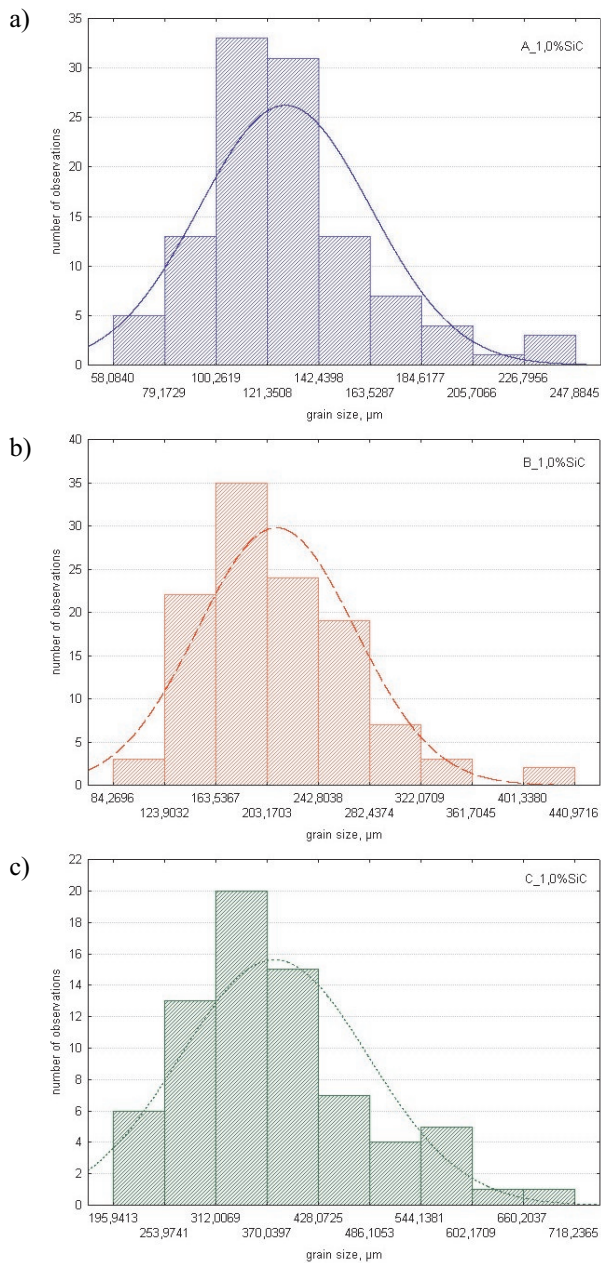 a)
35
30
25
20
15
10
5
0
number of observations
A_1,0%SiC
58,0840 100,2619 142,4398 184,6177 226,7956
79,1729 121,3508 163,5287 205,7066 247,8845
grain size, µm
b)
40
35
30
25
20
15
10
5
0
number of observations
B_1,0%SiC
84,2696 163,5367 242,8038 322,0709 401,3380
123,9032 203,1703 282,4374 361,7045 440,9716
grain size, µm
c)
22
20
18
16
14
12
10
8
6
4
2
0
number of observations
C_1,0%SiC
195,9413 312,0069 428,0725 544,1381 660,2037
253,9741 370,0397 486,1053 602,1709 718,2365
grain size, µm